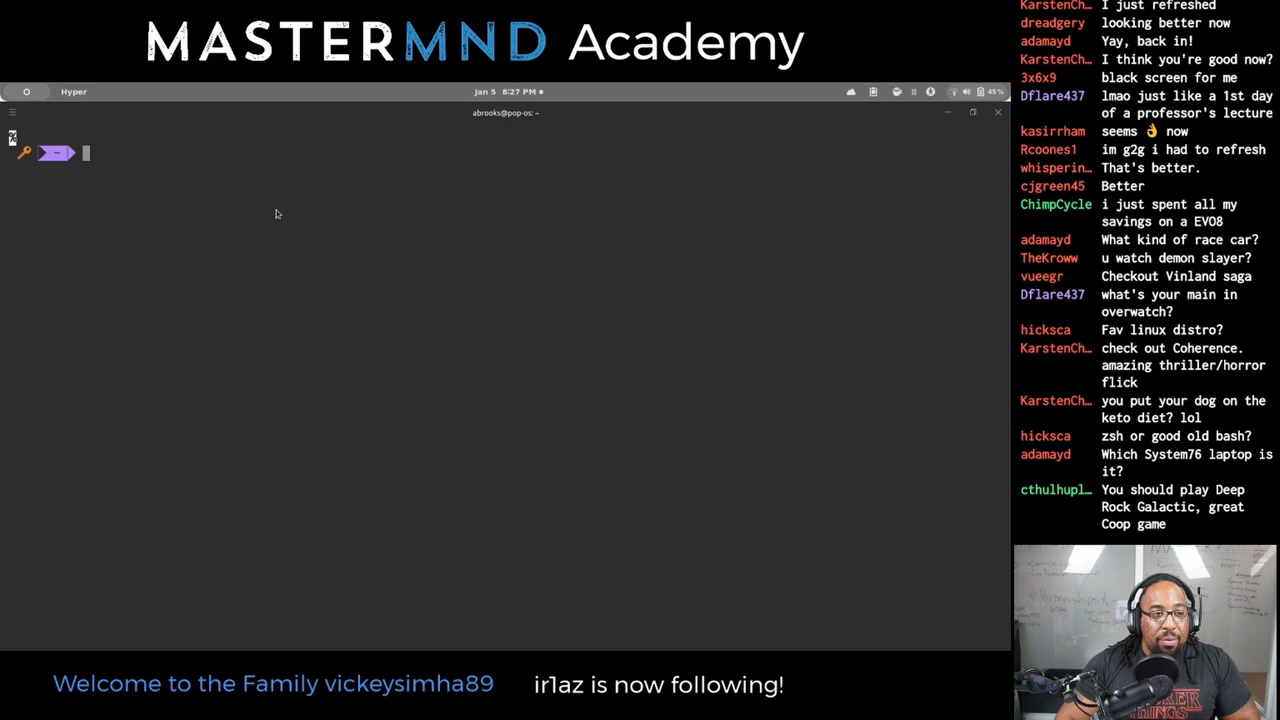 MASTERMND Academy
Hyper
Jan 5 8:27 PM
45%
abrooks@pop-os: ~
%
~
KarstenCh… I just refreshed
dreadgery looking better now
adamayd Yay, back in!
KarstenCh… I think you're good now?
3x6x9 black screen for me
Dflare437 lmao just like a 1st day
of a professor's lecture
kasirrham seems 👌 now
Rcoones1 im g2g i had to refresh
whisperin… That's better.
cjgreen45 Better
ChimpCycle i just spent all my
savings on a EVO8
adamayd What kind of race car?
TheKroww u watch demon slayer?
vueegr Checkout Vinland saga
Dflare437 what's your main in
overwatch?
hicksca Fav linux distro?
KarstenCh… check out Coherence.
amazing thriller/horror
flick
KarstenCh… you put your dog on the
keto diet? lol
hicksca zsh or good old bash?
adamayd Which System76 laptop is
it?
cthulhupl… You should play Deep
Rock Galactic, great
Coop game
Welcome to the Family vickeysimha89
ir1az is now following!